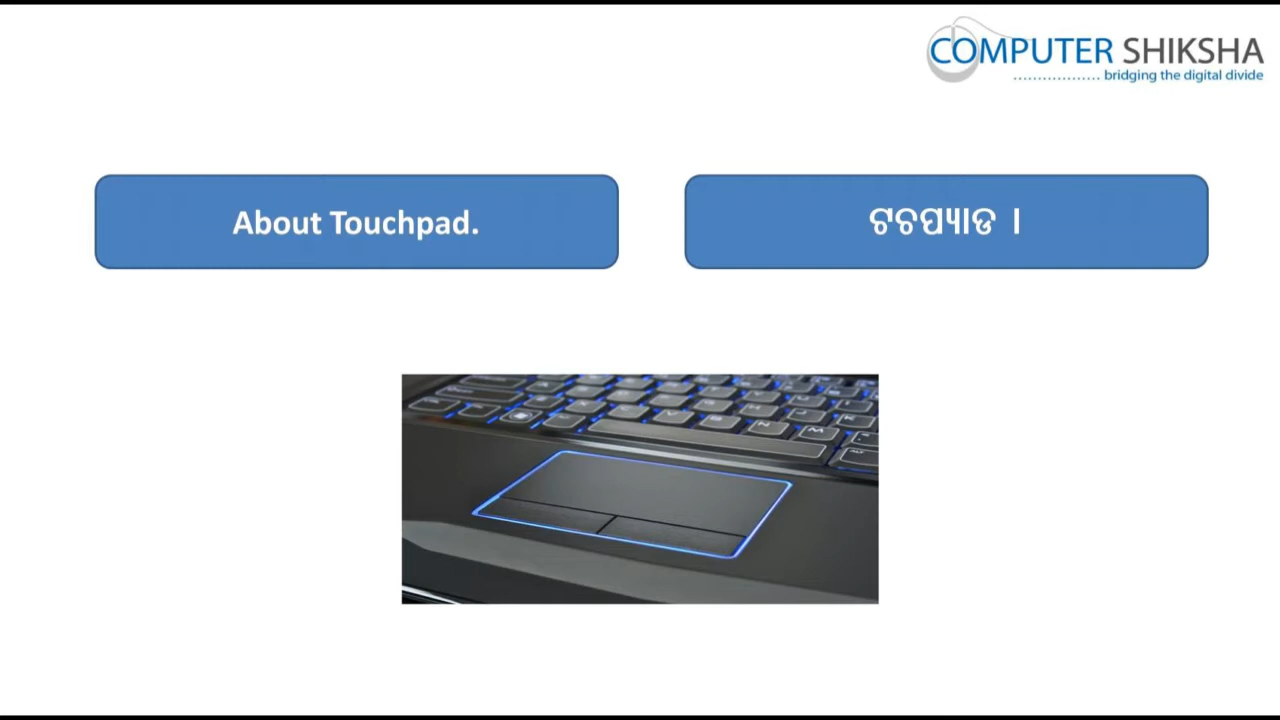 COMPUTER SHIKSHA
bridging the digital divide
About Touchpad.
ଟଚପ୍ୟାଡ ।